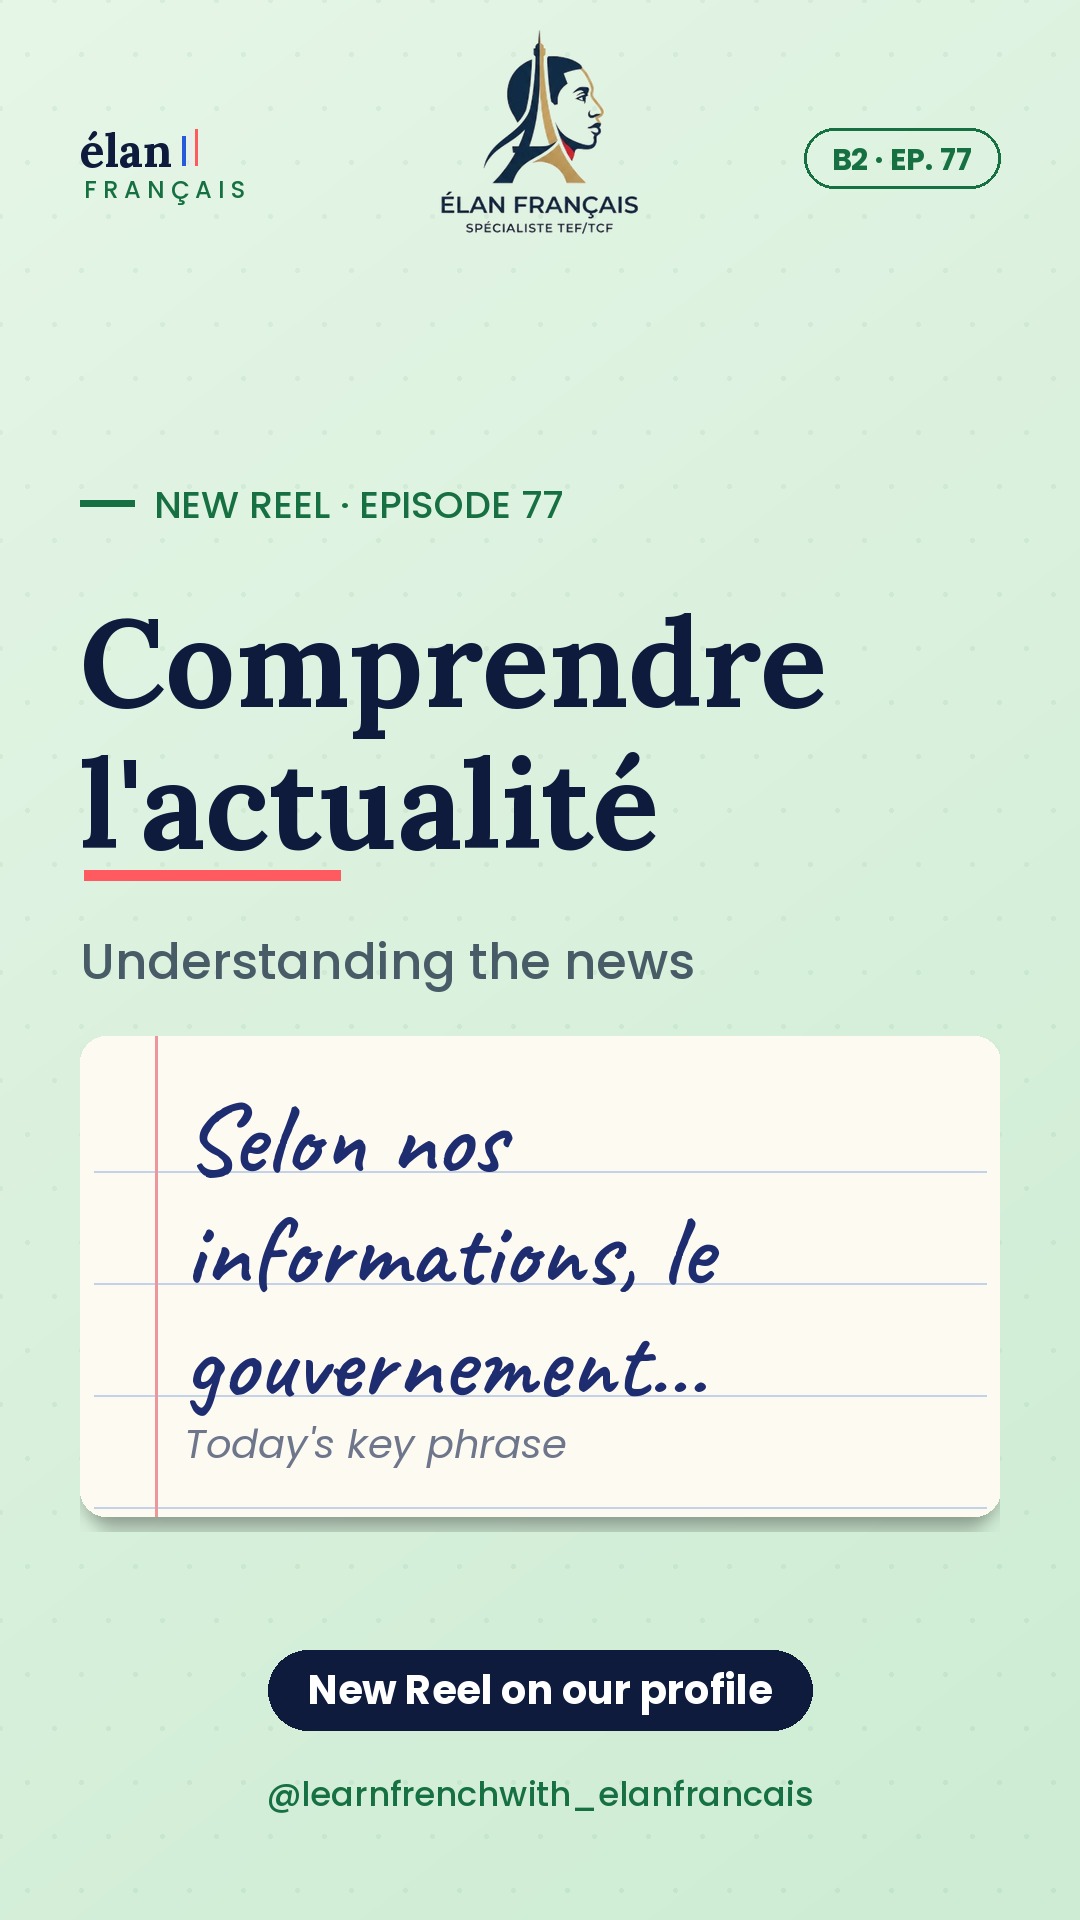 élan
FRANÇAIS
ÉLAN FRANÇAIS
SPÉCIALISTE TEF/TCF
B2 · EP. 77
NEW REEL · EPISODE 77
Comprendre
l'actualité
Understanding the news
Selon nos
informations, le
gouvernement...
Today's key phrase
New Reel on our profile
@learnfrenchwith_elanfrancais